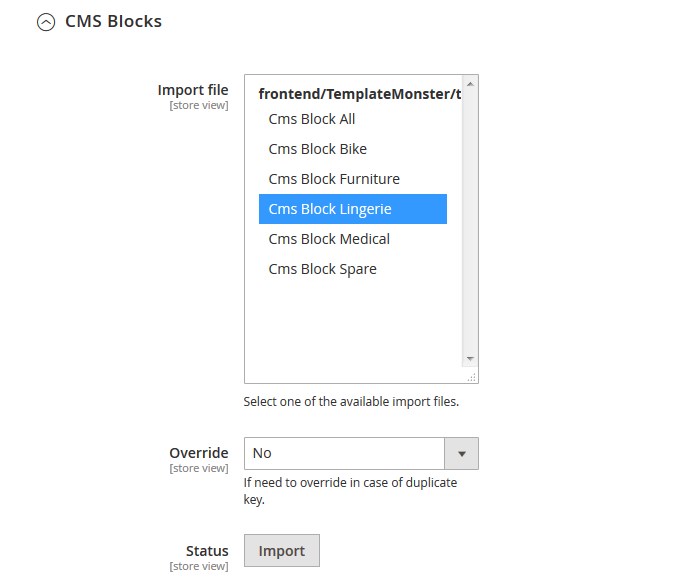 CMS Blocks
Import file
[store view]
frontend/TemplateMonster/t
Cms Block All
Cms Block Bike
Cms Block Furniture
Cms Block Lingerie
Cms Block Medical
Cms Block Spare
Select one of the available import files.
Override
[store view]
No
If need to override in case of duplicate
key.
Status
[store view]
Import